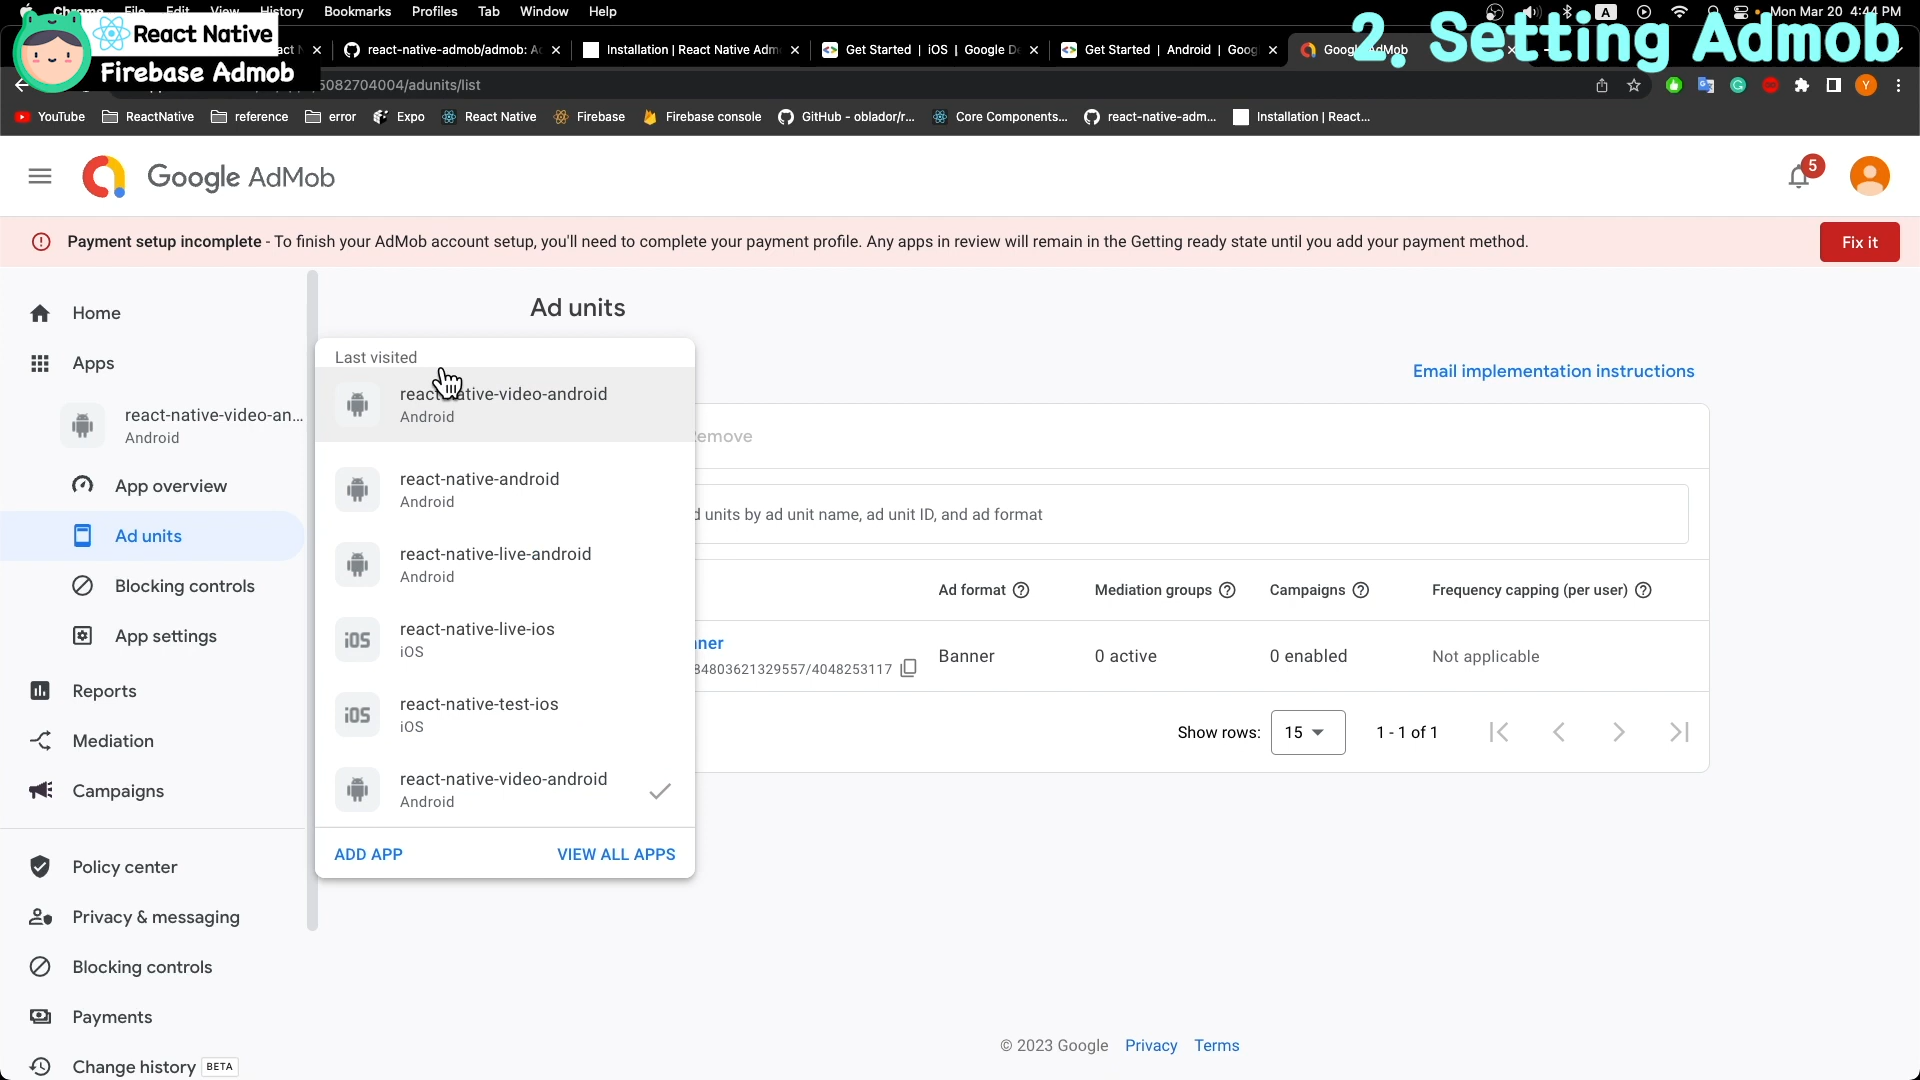 Chrome File Edit View History Bookmarks Profiles Tab Window Help
A Mon Mar 20 4:44 PM
React Native
Firebase Admob
2. Setting Admob
react-native-admob/admob: A
Installation | React Native Adm
Get Started | iOS | Google De
Get Started | Android | Goog
5082704004/adunits/list
Y
YouTube ReactNative reference error Expo React Native Firebase Firebase console GitHub - oblador/r... Core Components... react-native-adm... Installation | React...
Google AdMob
5
Payment setup incomplete - To finish your AdMob account setup, you'll need to complete your payment profile. Any apps in review will remain in the Getting ready state until you add your payment method.
Fix it
Home
Apps
react-native-video-an...
Android
App overview
Ad units
Blocking controls
App settings
Reports
Mediation
Campaigns
Policy center
Privacy & messaging
Blocking controls
Payments
Change history BETA
Ad units
Last visited
react-native-video-android
Android
react-native-android
Android
react-native-live-android
Android
iOS react-native-live-ios
iOS
iOS react-native-test-ios
iOS
react-native-video-android
Android
ADD APP VIEW ALL APPS
Email implementation instructions
emove
d units by ad unit name, ad unit ID, and ad format
Ad format Mediation groups Campaigns Frequency capping (per user)
nner
84803621329557/4048253117
Banner 0 active 0 enabled Not applicable
Show rows: 15 1 - 1 of 1
© 2023 Google Privacy Terms